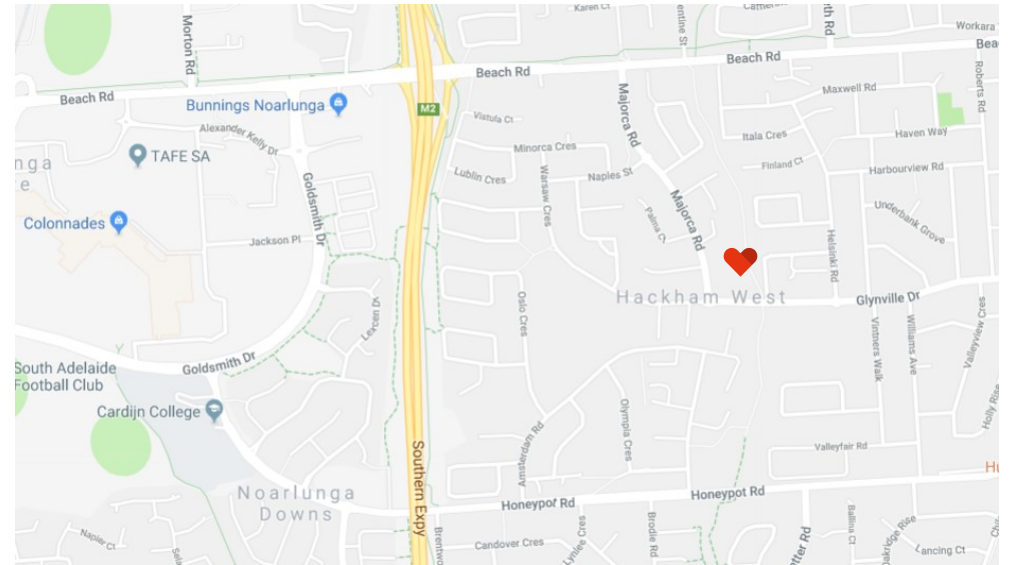 Karen Ct
Workara
Morton Rd
Beach Rd
Beach Rd
Beach Rd
Bea
Roberts Rd
Maxwell Rd
Majorca Rd
M2
Bunnings Noarlunga
Vistula Ct
Alexander Kelly Dr
Itala Cres
Haven Way
TAFE SA
Minorca Cres
Finland Ct
Harbourview Rd
Lublin Cres
Warsaw Cres
Naples St
Goldsmith Dr
Colonnades
Palma Ct
Majorca Rd
Underbank Grove
Jackson Pl
Helsinki Rd
Hackham West
Glynville Dr
Oslo Cres
Vintners Walk
Williams Ave
Valleyview Cres
South Adelaide
Football Club
Goldsmith Dr
Cardijn College
Olympia Cres
Amsterdam Rd
Valleyfair Rd
Southern Expy
Noarlunga
Downs
Honeypot Rd
Honeypot Rd
Napier Ct
Candover Cres
Lynlee Cres
Brodie Rd
Ballina Ct
Lancing Ct